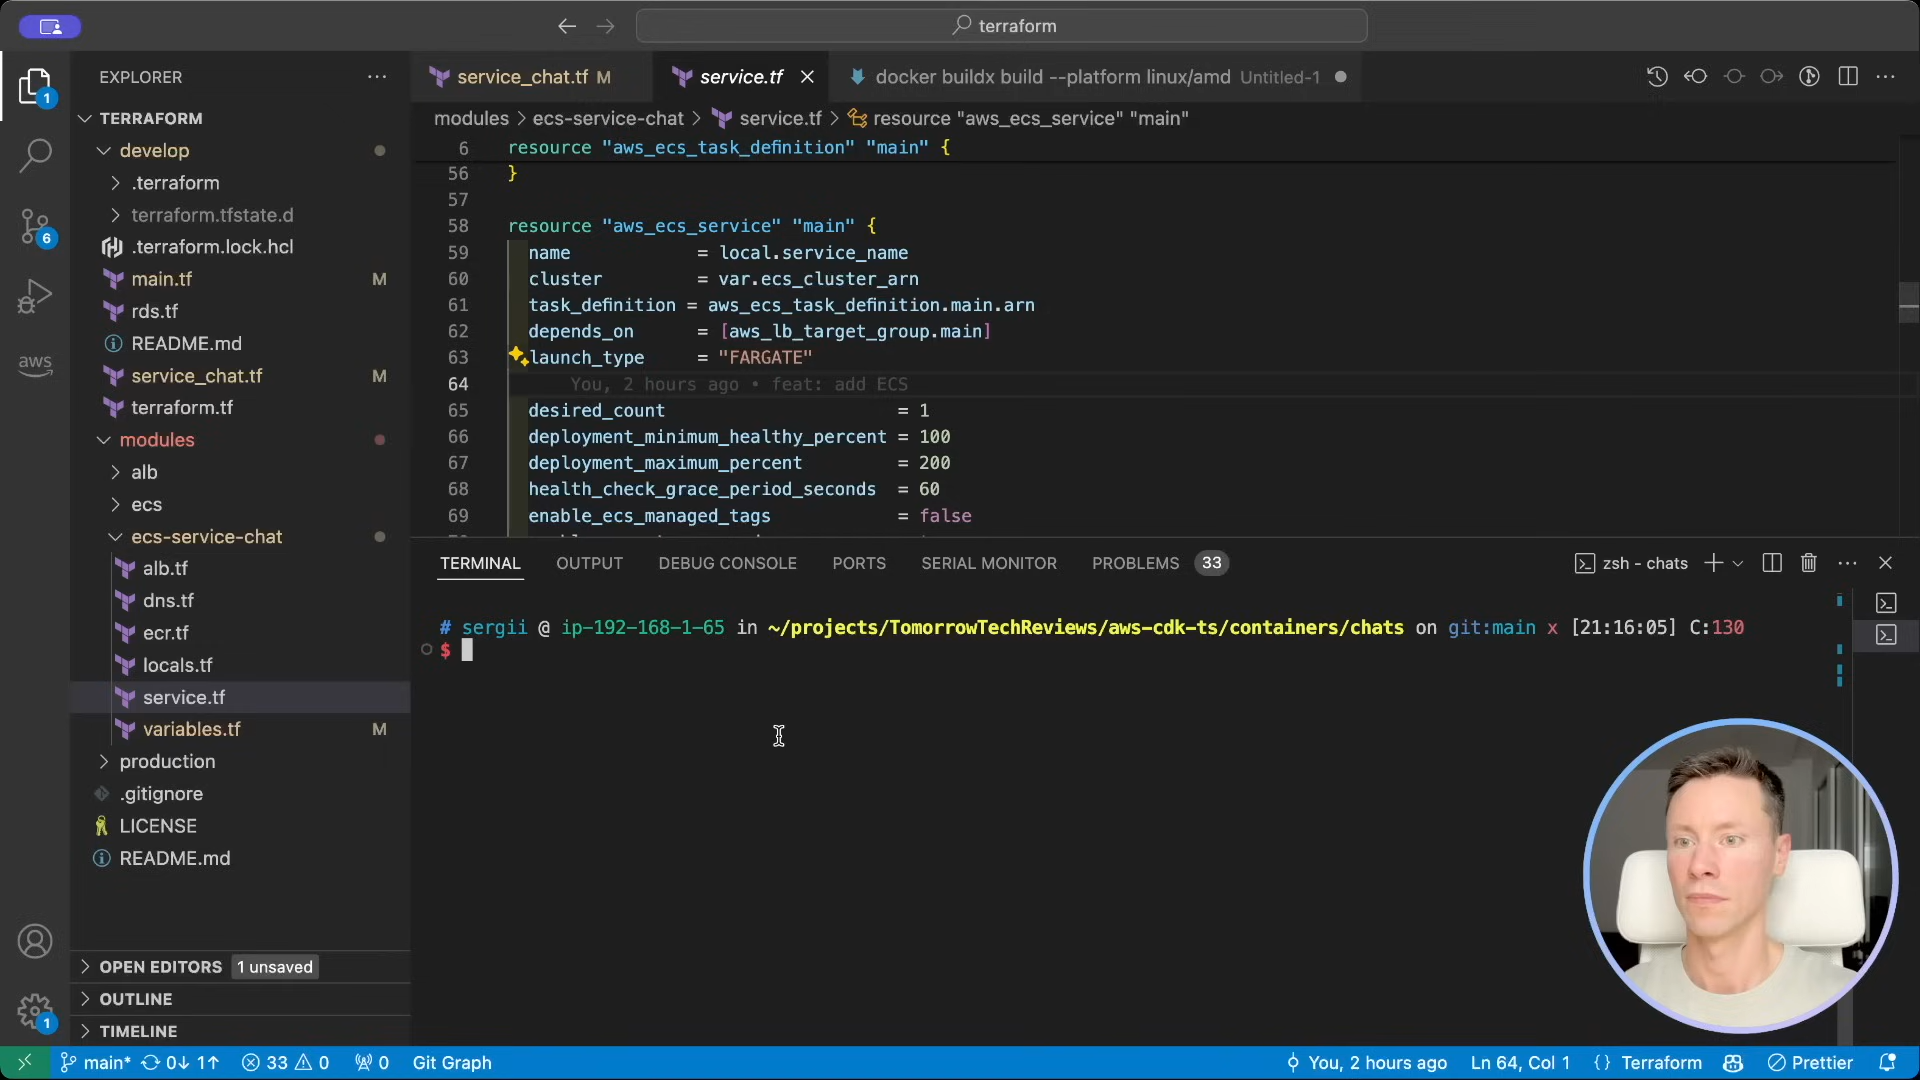 terraform
EXPLORER
TERRAFORM
develop
.terraform
terraform.tfstate.d
.terraform.lock.hcl
main.tf M
rds.tf
README.md
service_chat.tf M
terraform.tf
modules
alb
ecs
ecs-service-chat
alb.tf
dns.tf
ecr.tf
locals.tf
service.tf
variables.tf M
production
.gitignore
LICENSE
README.md
OPEN EDITORS 1 unsaved
OUTLINE
TIMELINE
1
6
aws
1
service_chat.tf M
service.tf
docker buildx build --platform linux/amd Untitled-1
modules > ecs-service-chat > service.tf > resource "aws_ecs_service" "main"
6 resource "aws_ecs_task_definition" "main" {
56 }
57
58 resource "aws_ecs_service" "main" {
59 name = local.service_name
60 cluster = var.ecs_cluster_arn
61 task_definition = aws_ecs_task_definition.main.arn
62 depends_on = [aws_lb_target_group.main]
63 launch_type = "FARGATE"
64 You, 2 hours ago • feat: add ECS
65 desired_count = 1
66 deployment_minimum_healthy_percent = 100
67 deployment_maximum_percent = 200
68 health_check_grace_period_seconds = 60
69 enable_ecs_managed_tags = false
TERMINAL OUTPUT DEBUG CONSOLE PORTS SERIAL MONITOR PROBLEMS 33
zsh - chats
# sergii @ ip-192-168-1-65 in ~/projects/TomorrowTechReviews/aws-cdk-ts/containers/chats on git:main x [21:16:05] C:130
$
main* 0↓ 1↑ 33 0 0 Git Graph
You, 2 hours ago Ln 64, Col 1 {} Terraform Prettier